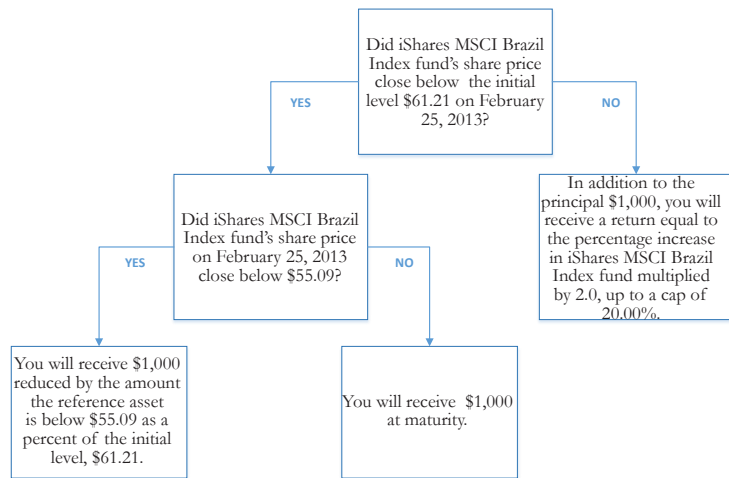 Did iShares MSCI Brazil
Index fund's share price
close below the initial
level $61.21 on February
25, 2013?
YES
NO
Did iShares MSCI Brazil
Index fund's share price
on February 25, 2013
close below $55.09?
In addition to the
principal $1,000, you will
receive a return equal to
the percentage increase
in iShares MSCI Brazil
Index fund multiplied
by 2.0, up to a cap of
20.00%.
YES
NO
You will receive $1,000
reduced by the amount
the reference asset
is below $55.09 as a
percent of the initial
level, $61.21.
You will receive $1,000
at maturity.